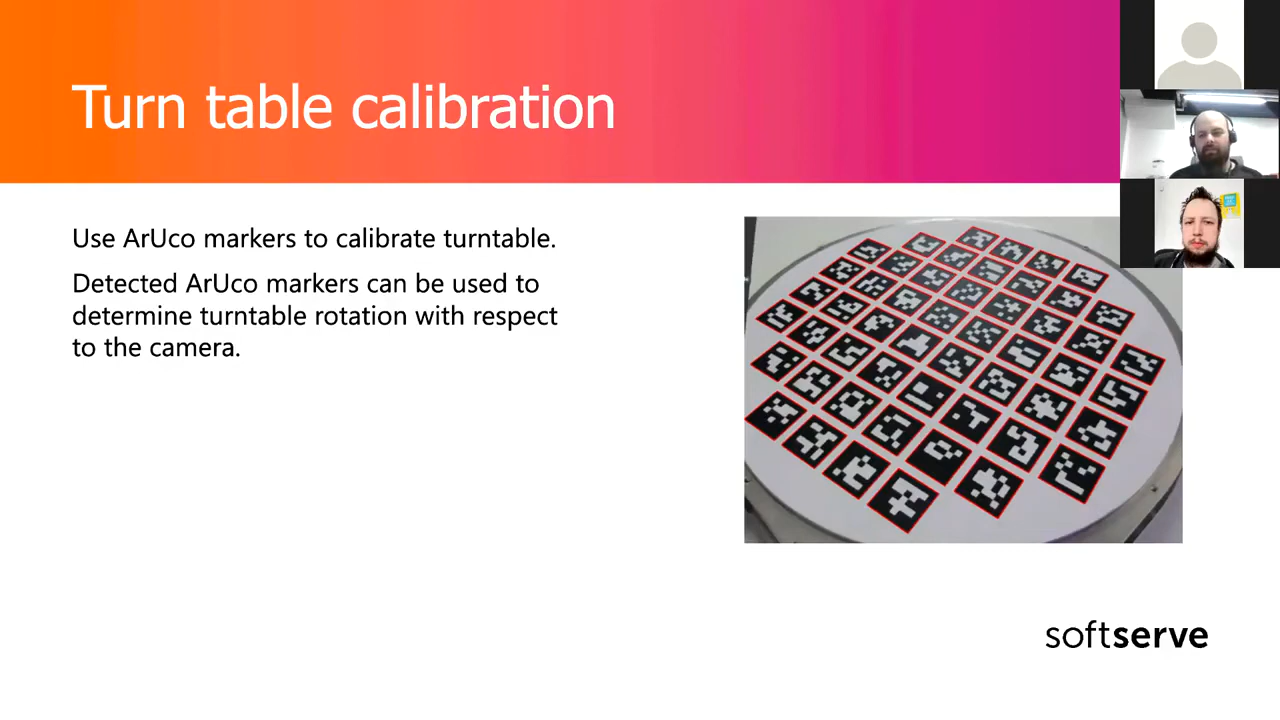 Turn table calibration
Use ArUco markers to calibrate turntable.
Detected ArUco markers can be used to
determine turntable rotation with respect
to the camera.
softserve